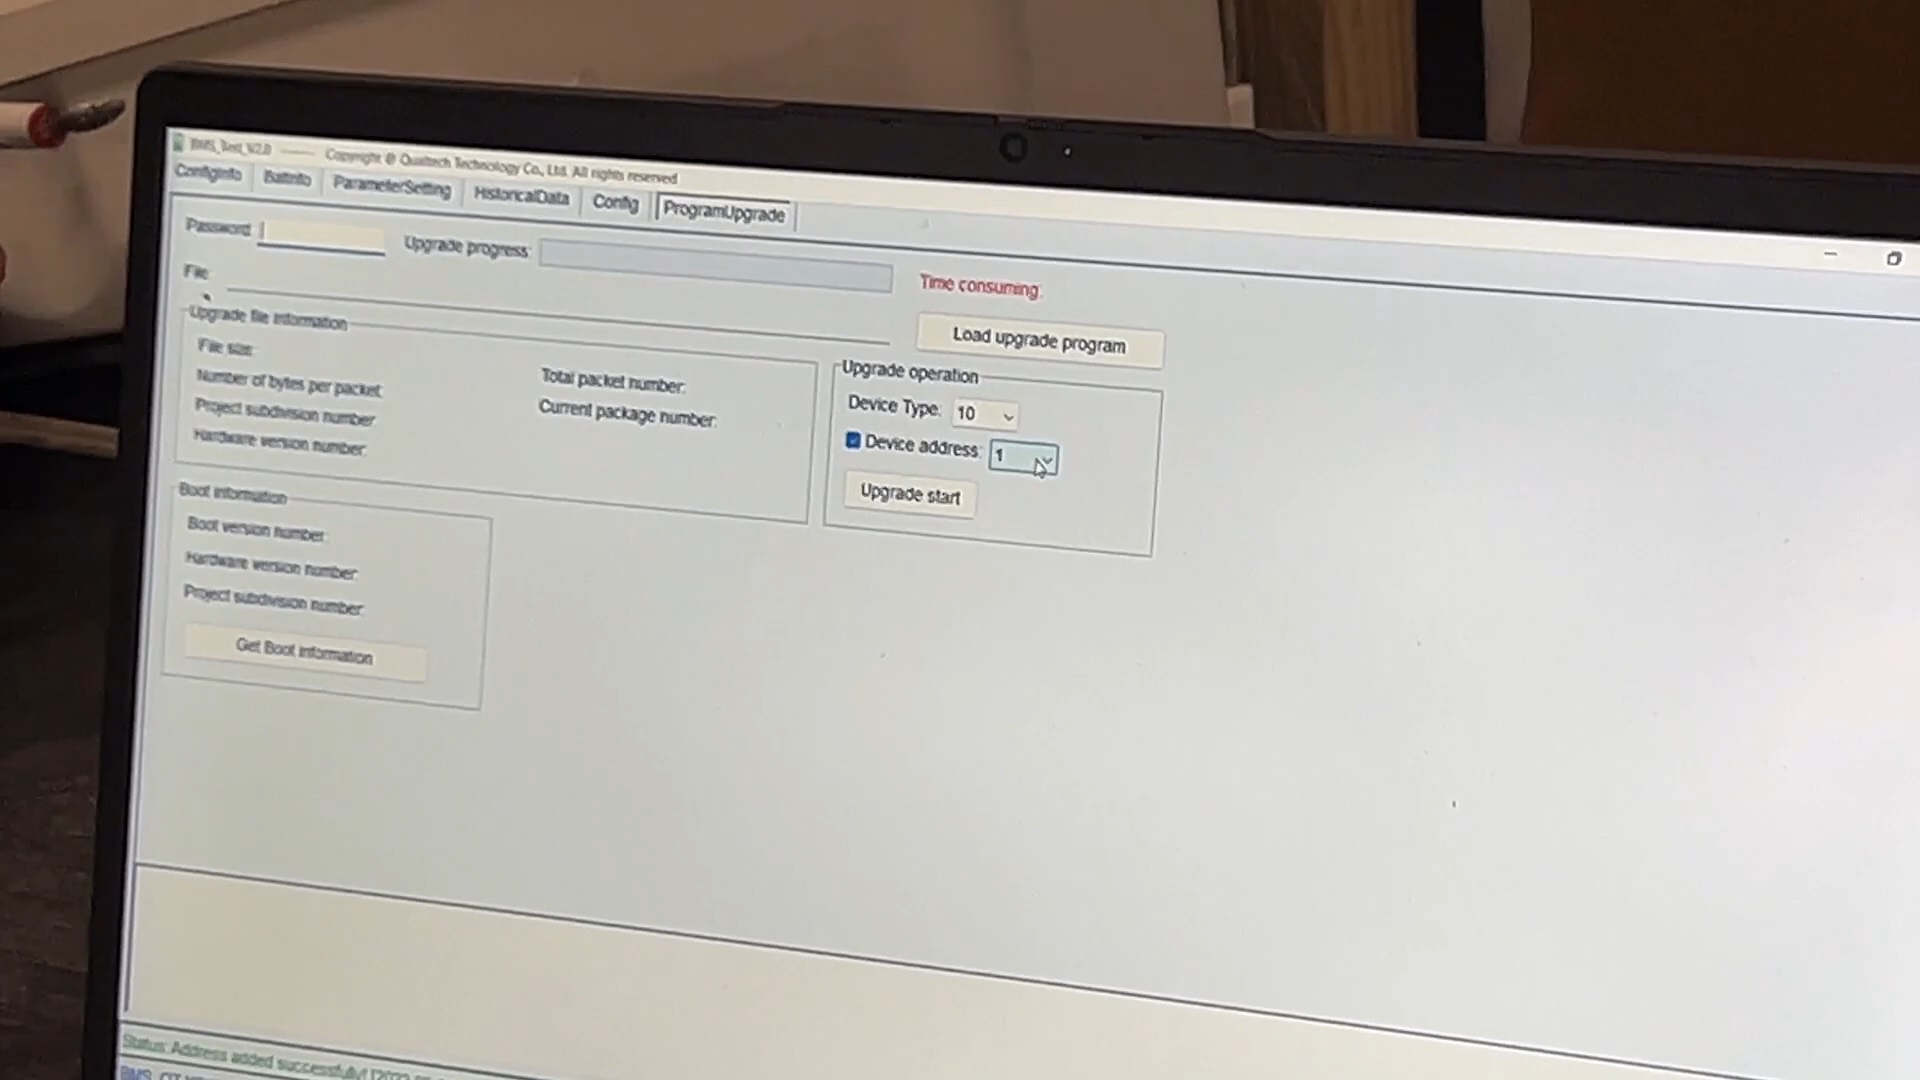 BMS_Test_V2.0 —— Copyright @ Qualtech Technology Co., Ltd. All rights reserved
ConfigInfo BattInfo ParameterSetting HistoricalData Config ProgramUpgrade
Password Upgrade progress:
Time consuming:
File
Load upgrade program
Upgrade file information
File size:
Number of bytes per packet: Total packet number:
Project subdivision number: Current package number:
Hardware version number:
Upgrade operation
Device Type: 10
Device address: 1
Upgrade start
Boot information
Boot version number:
Hardware version number:
Project subdivision number:
Get Boot information
Status: Address added successfully!